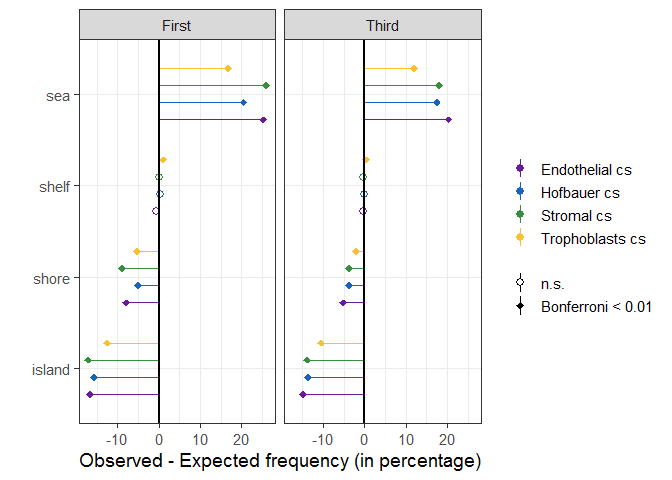 First Third
sea
shelf
shore
island
-10 0 10 20 -10 0 10 20
Observed - Expected frequency (in percentage)
Endothelial cs
Hofbauer cs
Stromal cs
Trophoblasts cs
n.s.
Bonferroni < 0.01